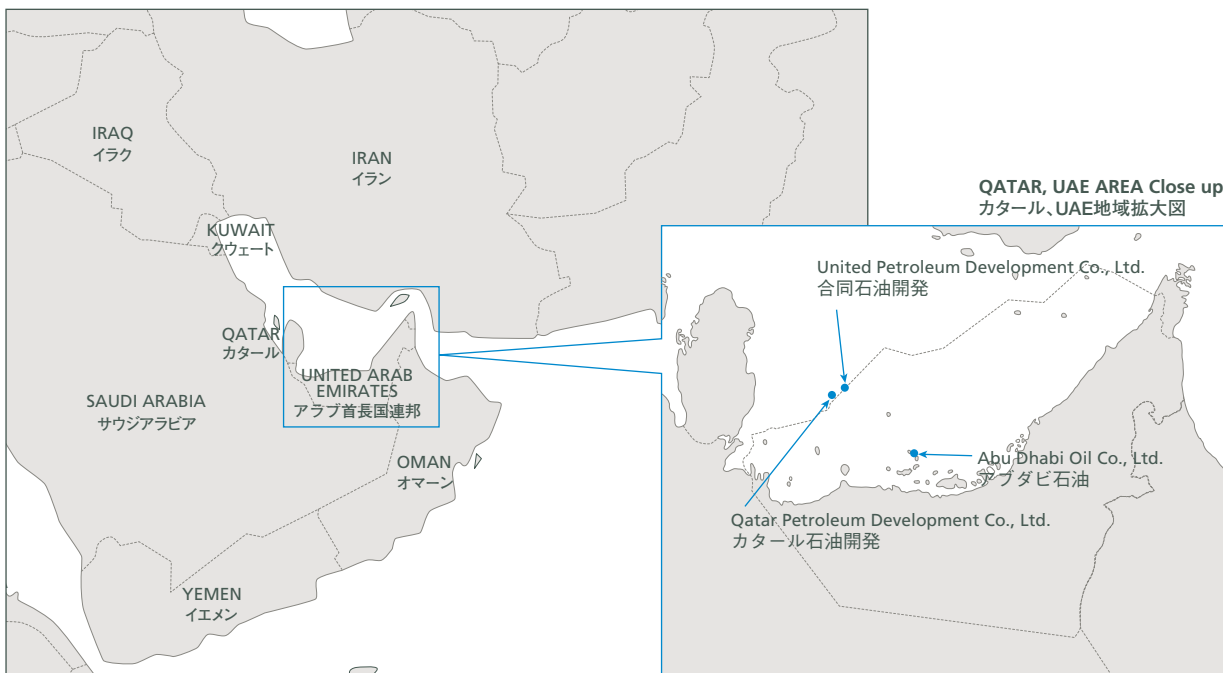 IRAQ
イラク
IRAN
イラン
KUWAIT
クウェート
QATAR
カタール
UNITED ARAB
EMIRATES
アラブ首長国連邦
SAUDI ARABIA
サウジアラビア
OMAN
オマーン
YEMEN
イエメン
QATAR, UAE AREA Close up
カタール、UAE地域拡大図
United Petroleum Development Co., Ltd.
合同石油開発
Abu Dhabi Oil Co., Ltd.
アブダビ石油
Qatar Petroleum Development Co., Ltd.
カタール石油開発